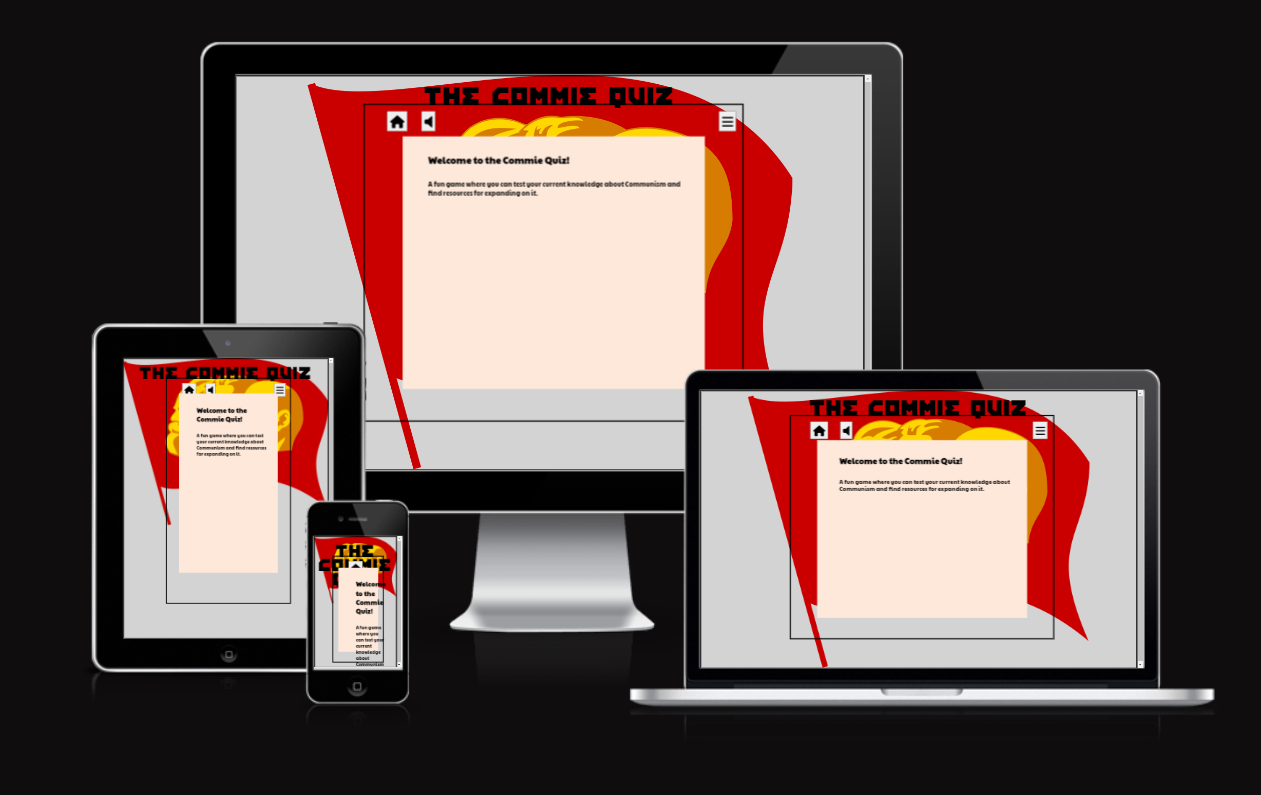 THE COMMIE QUIZ
Welcome to the Commie Quiz!
A fun game where you can test your current knowledge about Communism and
find resources for expanding on it.
THE COMMIE QUIZ
Welcome to the
Commie Quiz!
A fun game where you can test
your current knowledge about
Communism and find resources
for expanding on it.
THE
COMMIE
Welcome
to the
Commie
Quiz!
A fun game
where you
can test your
current
knowledge
about
Communism
THE COMMIE QUIZ
Welcome to the Commie Quiz!
A fun game where you can test your current knowledge about
Communism and find resources for expanding on it.